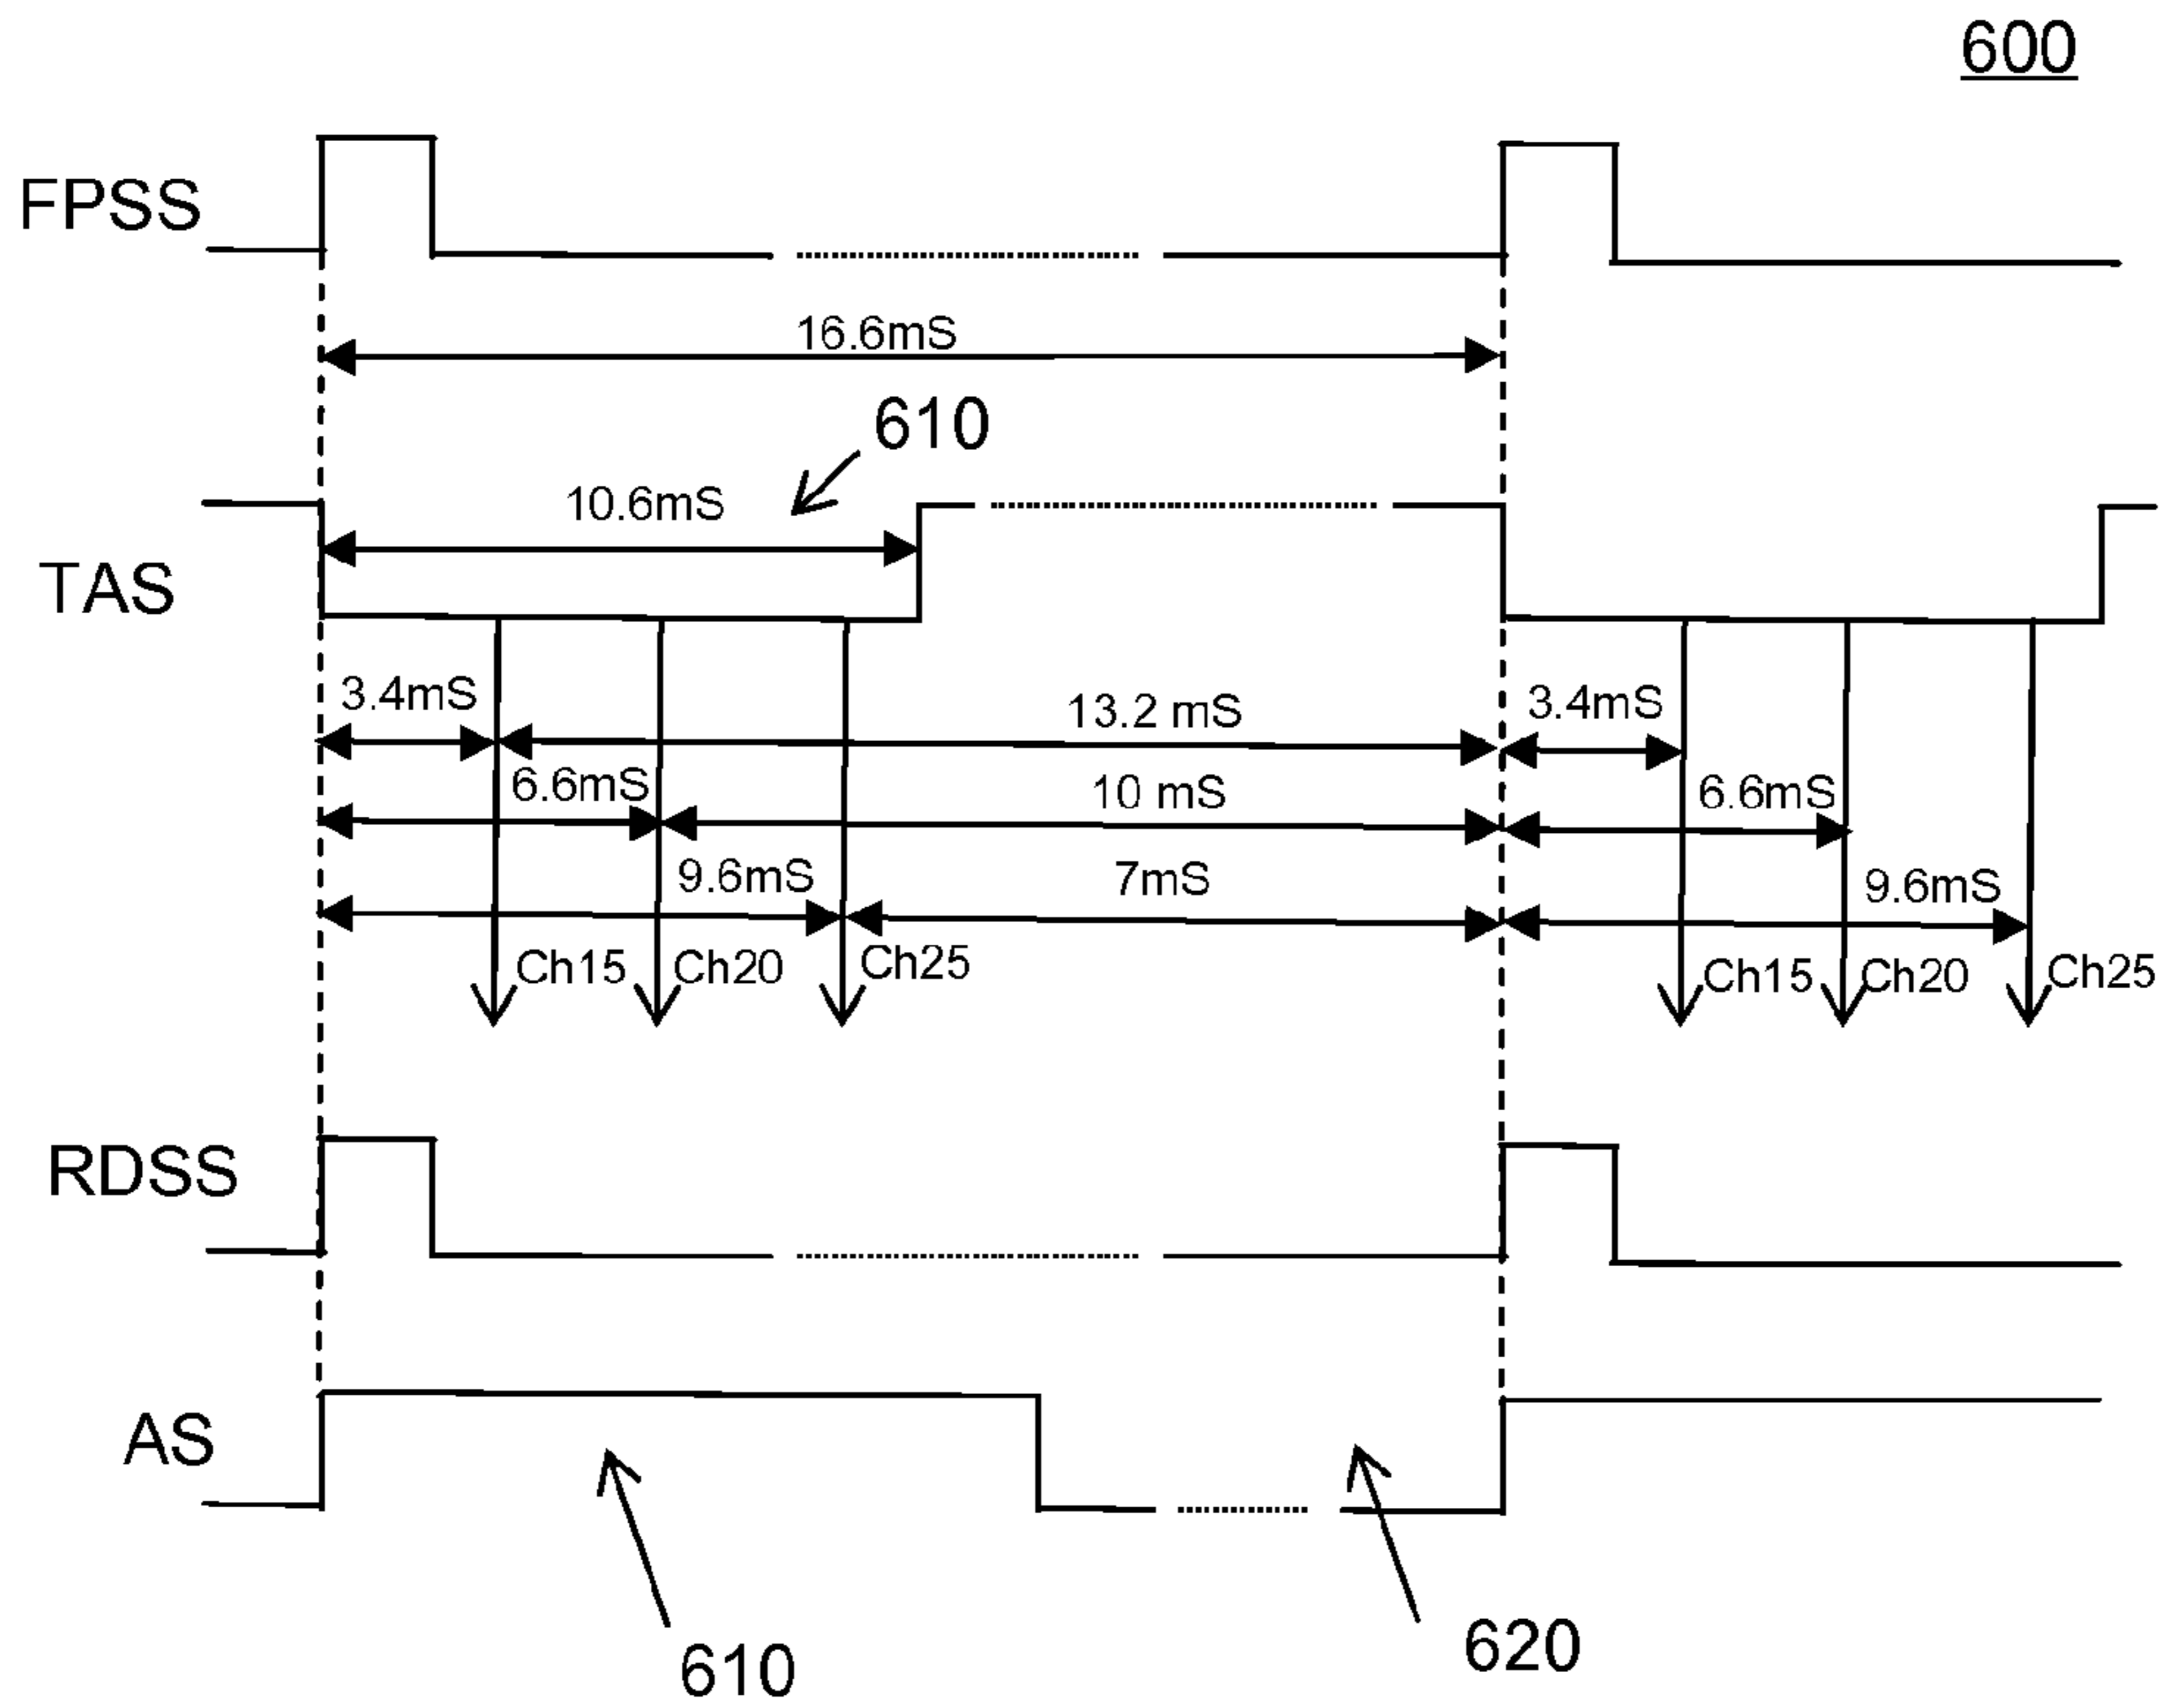 600
FPSS
16.6mS
610
10.6mS
TAS
3.4mS
13.2 mS
3.4mS
6.6mS
10 mS
6.6mS
9.6mS
7mS
9.6mS
Ch15
Ch20
Ch25
Ch15
Ch20
Ch25
RDSS
AS
610
620